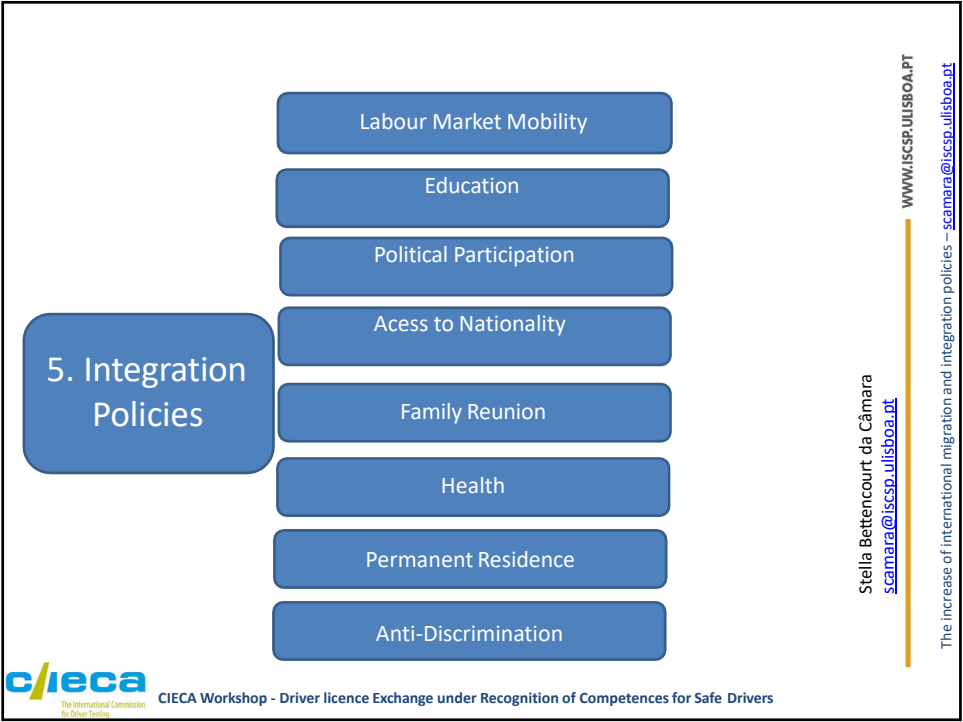 Labour Market Mobility
Education
Political Participation
Acess to Nationality
5. Integration
Policies
Family Reunion
Health
Permanent Residence
Anti-Discrimination
Stella Bettencourt da Câmara
scamara@iscsp.ulisboa.pt
WWW.ISCSP.ULISBOA.PT
The increase of international migration and integration policies – scamara@iscsp.ulisboa.pt
cieca
The International Commission
for Driver Testing
CIECA Workshop - Driver licence Exchange under Recognition of Competences for Safe Drivers